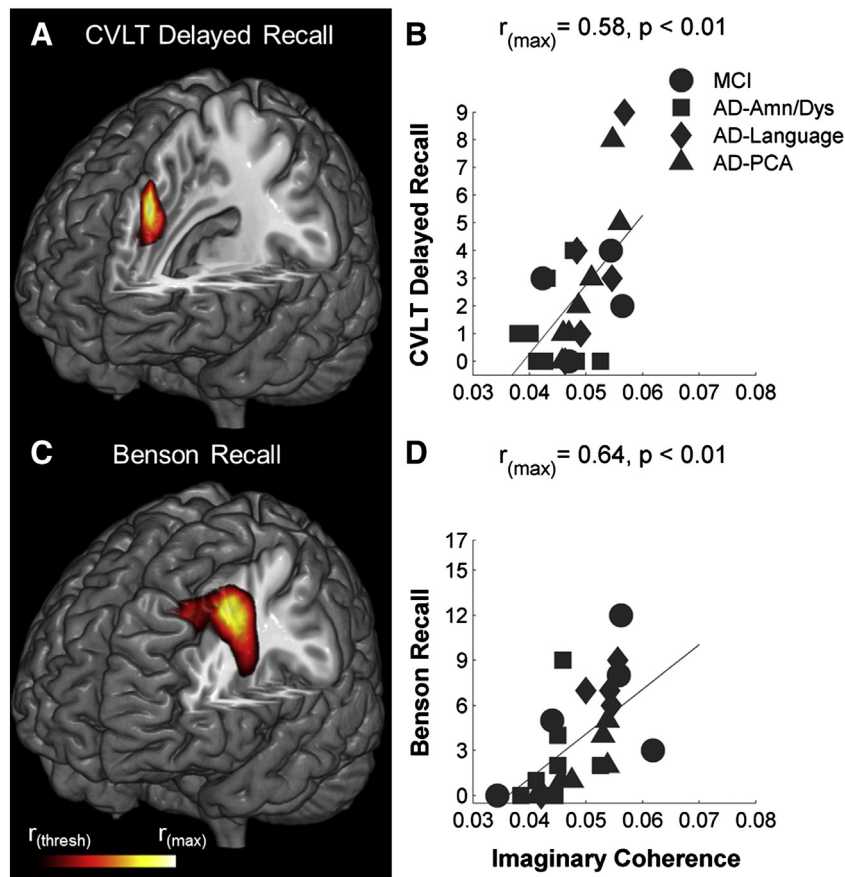 A CVLT Delayed Recall
B r(max) = 0.58, p < 0.01
MCI
AD-Amn/Dys
AD-Language
AD-PCA
CVLT Delayed Recall
9
8
7
6
5
4
3
2
1
0
0.03 0.04 0.05 0.06 0.07 0.08
C Benson Recall
r(thresh) r(max)
D r(max) = 0.64, p < 0.01
Benson Recall
17
15
12
9
6
3
0
0.03 0.04 0.05 0.06 0.07 0.08
Imaginary Coherence